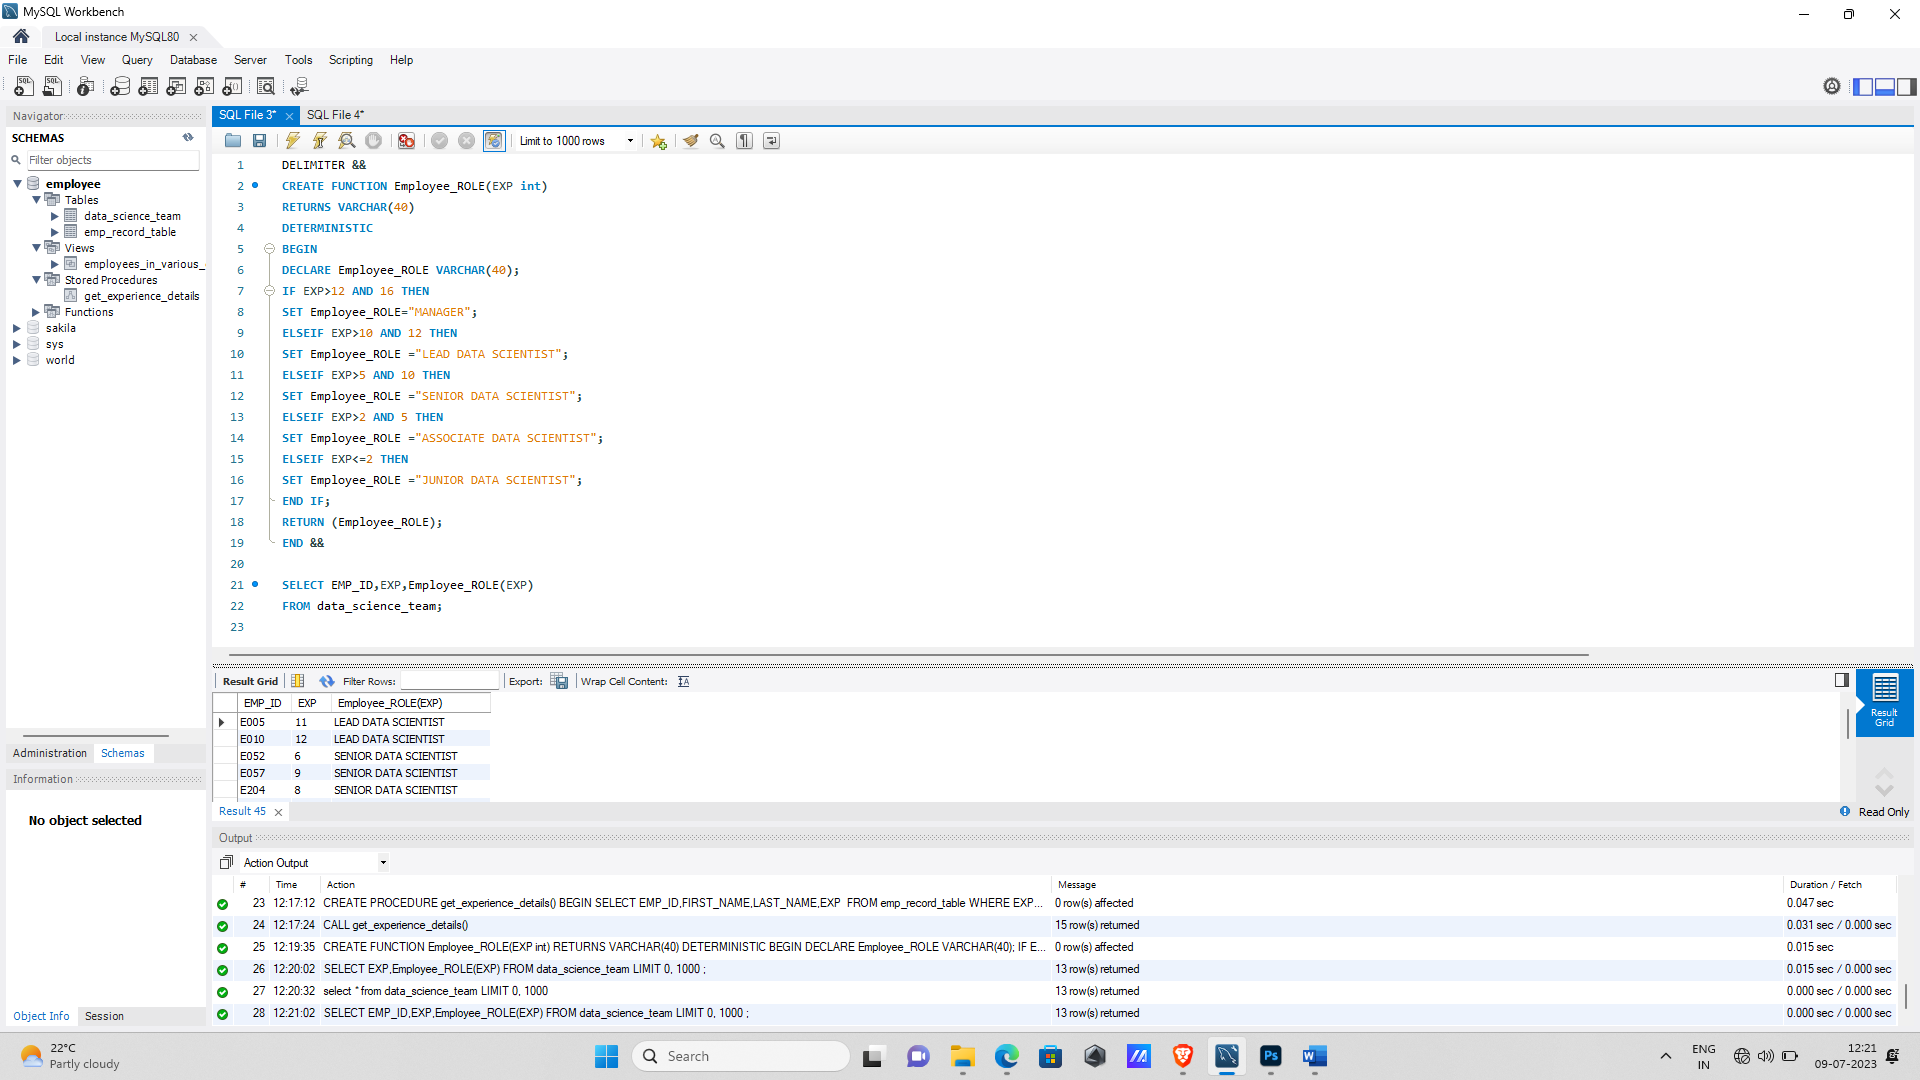 MySQL Workbench
Local instance MySQL80
File Edit View Query Database Server Tools Scripting Help
Navigator
SCHEMAS
Filter objects
employee
Tables
data_science_team
emp_record_table
Views
employees_in_various_
Stored Procedures
get_experience_details
Functions
sakila
sys
world
Administration Schemas
Information
No object selected
Object Info Session
SQL File 3* SQL File 4*
Limit to 1000 rows
1 DELIMITER &&
2 CREATE FUNCTION Employee_ROLE(EXP int)
3 RETURNS VARCHAR(40)
4 DETERMINISTIC
5 BEGIN
6 DECLARE Employee_ROLE VARCHAR(40);
7 IF EXP>12 AND 16 THEN
8 SET Employee_ROLE="MANAGER";
9 ELSEIF EXP>10 AND 12 THEN
10 SET Employee_ROLE ="LEAD DATA SCIENTIST";
11 ELSEIF EXP>5 AND 10 THEN
12 SET Employee_ROLE ="SENIOR DATA SCIENTIST";
13 ELSEIF EXP>2 AND 5 THEN
14 SET Employee_ROLE ="ASSOCIATE DATA SCIENTIST";
15 ELSEIF EXP<=2 THEN
16 SET Employee_ROLE ="JUNIOR DATA SCIENTIST";
17 END IF;
18 RETURN (Employee_ROLE);
19 END &&
20
21 SELECT EMP_ID,EXP,Employee_ROLE(EXP)
22 FROM data_science_team;
23
Result Grid Filter Rows: Export: Wrap Cell Content:
EMP_ID EXP Employee_ROLE(EXP)
E005 11 LEAD DATA SCIENTIST
E010 12 LEAD DATA SCIENTIST
E052 6 SENIOR DATA SCIENTIST
E057 9 SENIOR DATA SCIENTIST
E204 8 SENIOR DATA SCIENTIST
Result Grid
Result 45 Read Only
Output
Action Output
# Time Action Message Duration / Fetch
23 12:17:12 CREATE PROCEDURE get_experience_details() BEGIN SELECT EMP_ID,FIRST_NAME,LAST_NAME,EXP FROM emp_record_table WHERE EXP... 0 row(s) affected 0.047 sec
24 12:17:24 CALL get_experience_details() 15 row(s) returned 0.031 sec / 0.000 sec
25 12:19:35 CREATE FUNCTION Employee_ROLE(EXP int) RETURNS VARCHAR(40) DETERMINISTIC BEGIN DECLARE Employee_ROLE VARCHAR(40); IF E... 0 row(s) affected 0.015 sec
26 12:20:02 SELECT EXP,Employee_ROLE(EXP) FROM data_science_team LIMIT 0, 1000 ; 13 row(s) returned 0.015 sec / 0.000 sec
27 12:20:32 select * from data_science_team LIMIT 0, 1000 13 row(s) returned 0.000 sec / 0.000 sec
28 12:21:02 SELECT EMP_ID,EXP,Employee_ROLE(EXP) FROM data_science_team LIMIT 0, 1000 ; 13 row(s) returned 0.000 sec / 0.000 sec
22°C
Partly cloudy
Search
ENG
IN
12:21
09-07-2023